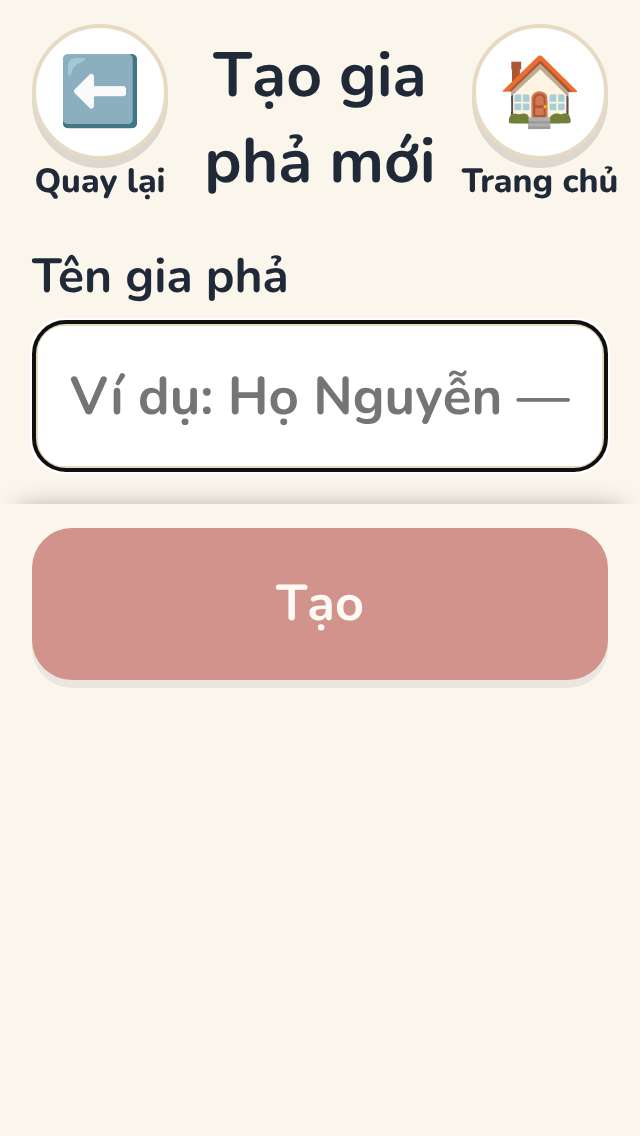 Tạo gia
phả mới
Quay lại
Trang chủ
Tên gia phả
Ví dụ: Họ Nguyễn —
Tạo